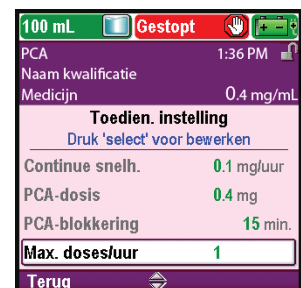 100 mL Gestopt
PCA 1:36 PM
Naam kwalificatie
Medicijn 0.4 mg/mL
Toedien. instelling
Druk 'select' voor bewerken
Continue snelh. 0.1 mg/uur
PCA-dosis 0.4 mg
PCA-blokkering 15 min.
Max. doses/uur 1
Terug